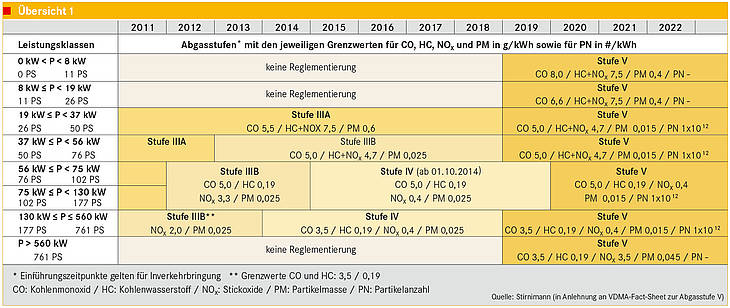 Übersicht 1
2011 2012 2013 2014 2015 2016 2017 2018 2019 2020 2021 2022
Leistungsklassen
Abgasstufen* mit den jeweiligen Grenzwerten für CO, HC, NOx und PM in g/kWh sowie für PN in #/kWh
0 kW < P < 8 kW
0 PS 11 PS
keine Reglementierung
Stufe V
CO 8,0 / HC+NOx 7,5 / PM 0,4 / PN –
8 kW ≤ P < 19 kW
11 PS 26 PS
keine Reglementierung
Stufe V
CO 6,6 / HC+NOx 7,5 / PM 0,4 / PN –
19 kW ≤ P < 37 kW
26 PS 50 PS
Stufe IIIA
CO 5,5 / HC+NOX 7,5 / PM 0,6
Stufe V
CO 5,0 / HC+NOx 4,7 / PM 0,015 / PN 1x10¹²
37 kW ≤ P < 56 kW
50 PS 76 PS
Stufe IIIA
Stufe IIIB
CO 5,0 / HC+NOx 4,7 / PM 0,025
Stufe V
CO 5,0 / HC+NOx 4,7 / PM 0,015 / PN 1x10¹²
56 kW ≤ P < 75 kW
76 PS 102 PS
75 kW ≤ P < 130 kW
102 PS 177 PS
Stufe IIIB
CO 5,0 / HC 0,19
NOx 3,3 / PM 0,025
Stufe IV (ab 01.10.2014)
CO 5,0 / HC 0,19
NOx 0,4 / PM 0,025
Stufe V
CO 5,0 / HC 0,19 / NOx 0,4
PM 0,015 / PN 1x10¹²
130 kW ≤ P ≤ 560 kW
177 PS 761 PS
Stufe IIIB**
NOx 2,0 / PM 0,025
Stufe IV
CO 3,5 / HC 0,19 / NOx 0,4 / PM 0,025
Stufe V
CO 3,5 / HC 0,19 / NOx 0,4 / PM 0,015 / PN 1x10¹²
P > 560 kW
761 PS
keine Reglementierung
Stufe V
CO 3,5 / HC 0,19 / NOx 3,5 / PM 0,045 / PN –
* Einführungszeitpunkte gelten für Inverkehrbringung ** Grenzwerte CO und HC: 3,5 / 0,19
CO: Kohlenmonoxid / HC: Kohlenwasserstoff / NOx: Stickoxide / PM: Partikelmasse / PN: Partikelanzahl
Quelle: Stirnimann (in Anlehnung an VDMA-Fact-Sheet zur Abgasstufe V)